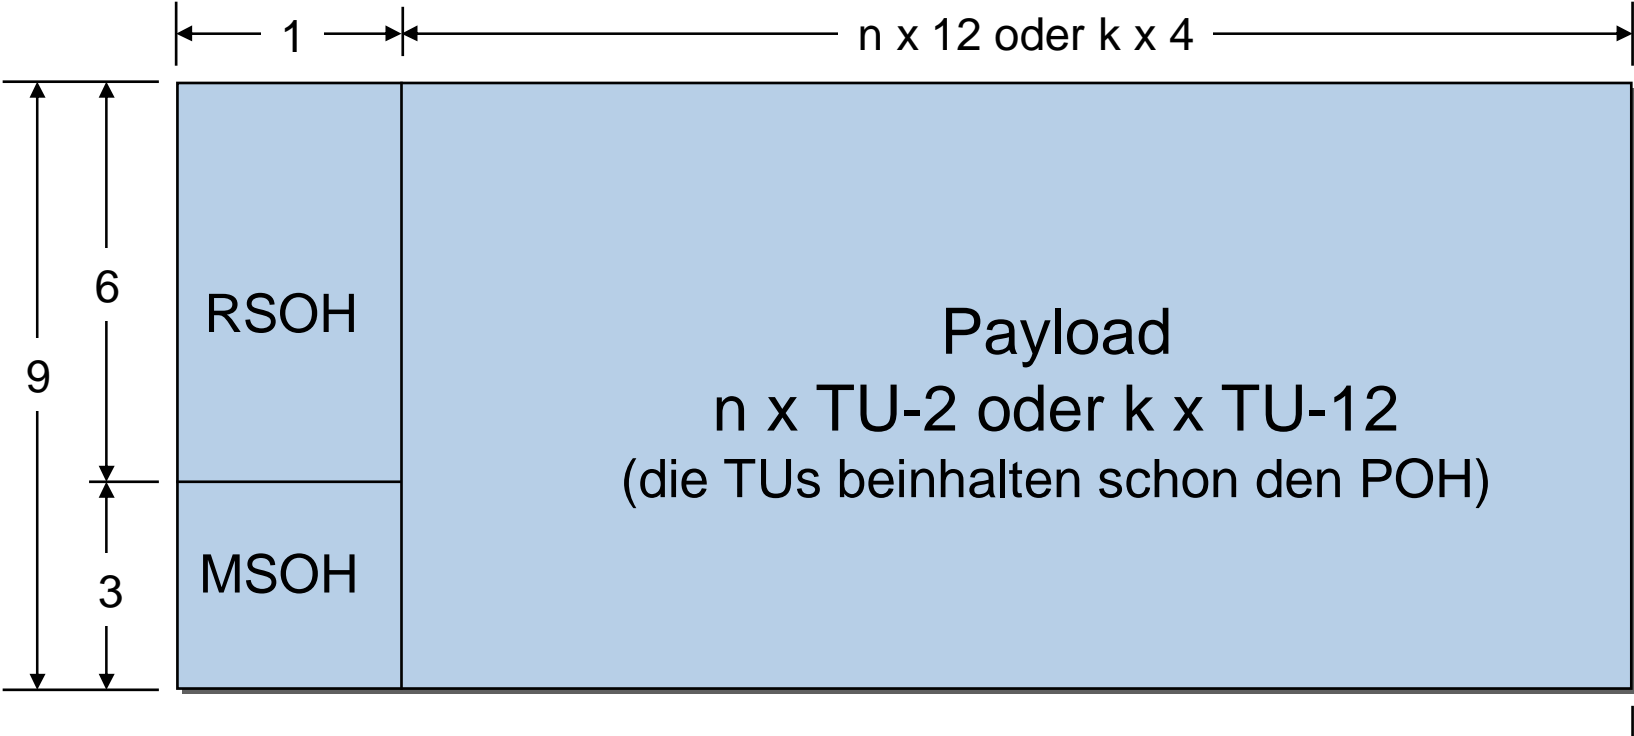 1
n x 12 oder k x 4
6
RSOH
9
Payload
n x TU-2 oder k x TU-12
(die TUs beinhalten schon den POH)
MSOH
3